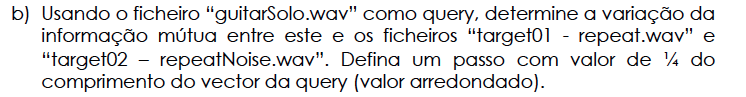 b) Usando o ficheiro “guitarSolo.wav” como query, determine a variação da
informação mútua entre este e os ficheiros “target01 - repeat.wav” e
“target02 – repeatNoise.wav”. Defina um passo com valor de ¼ do
comprimento do vector da query (valor arredondado).